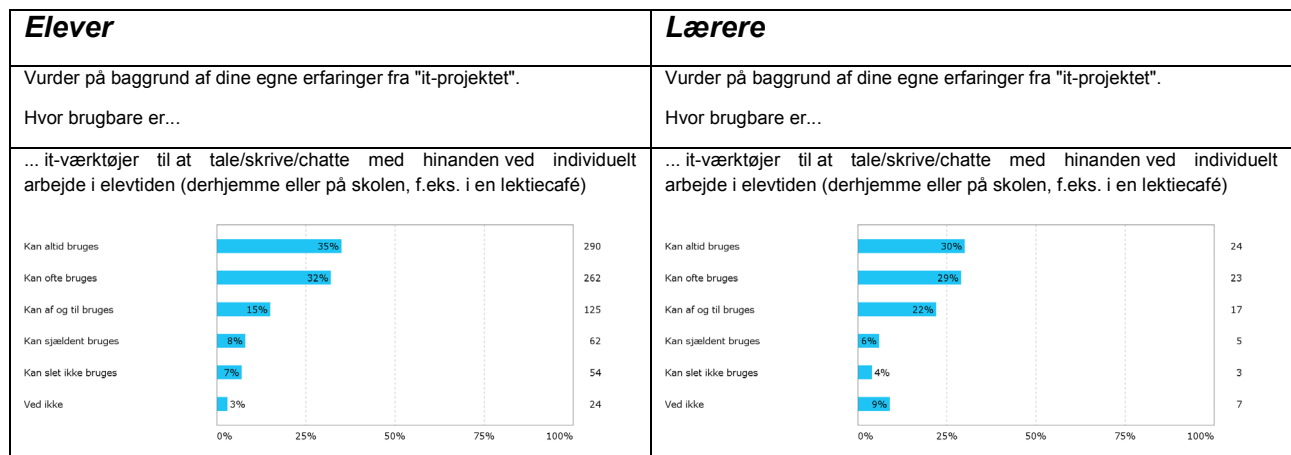 Elever
Lærere
Vurder på baggrund af dine egne erfaringer fra "it-projektet".
Hvor brugbare er...
Vurder på baggrund af dine egne erfaringer fra "it-projektet".
Hvor brugbare er...
... it-værktøjer til at tale/skrive/chatte med hinanden ved individuelt
arbejde i elevtiden (derhjemme eller på skolen, f.eks. i en lektiecafé)
Kan altid bruges 35% 290
Kan ofte bruges 32% 262
Kan af og til bruges 15% 125
Kan sjældent bruges 8% 62
Kan slet ikke bruges 7% 54
Ved ikke 3% 24
0% 25% 50% 75% 100%
... it-værktøjer til at tale/skrive/chatte med hinanden ved individuelt
arbejde i elevtiden (derhjemme eller på skolen, f.eks. i en lektiecafé)
Kan altid bruges 30% 24
Kan ofte bruges 29% 23
Kan af og til bruges 22% 17
Kan sjældent bruges 6% 5
Kan slet ikke bruges 4% 3
Ved ikke 9% 7
0% 25% 50% 75% 100%